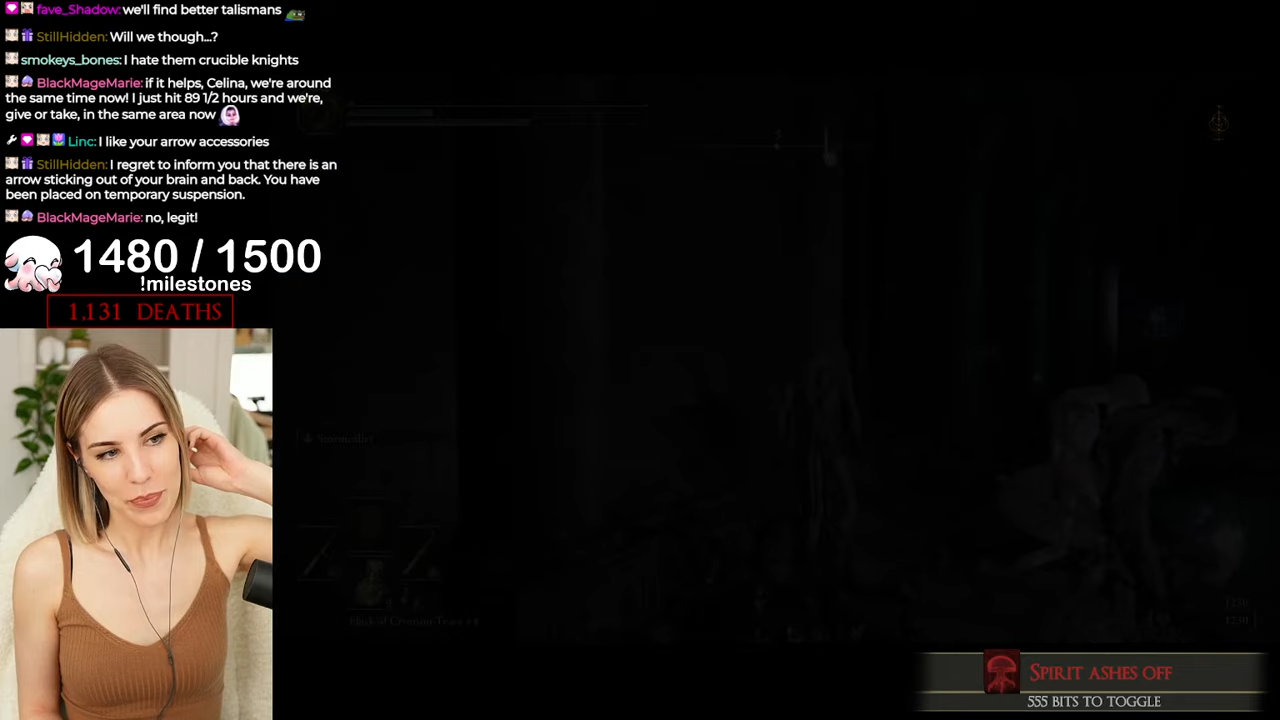 fave_Shadow: we'll find better talismans
StillHidden: Will we though...?
smokeys_bones: I hate them crucible knights
BlackMageMarie: if it helps, Celina, we're around
the same time now! I just hit 89 1/2 hours and we're,
give or take, in the same area now
Linc: I like your arrow accessories
StillHidden: I regret to inform you that there is an
arrow sticking out of your brain and back. You have
been placed on temporary suspension.
BlackMageMarie: no, legit!
1480 / 1500
!milestones
1,131 DEATHS
1230
1230
SPIRIT ASHES OFF
555 BITS TO TOGGLE